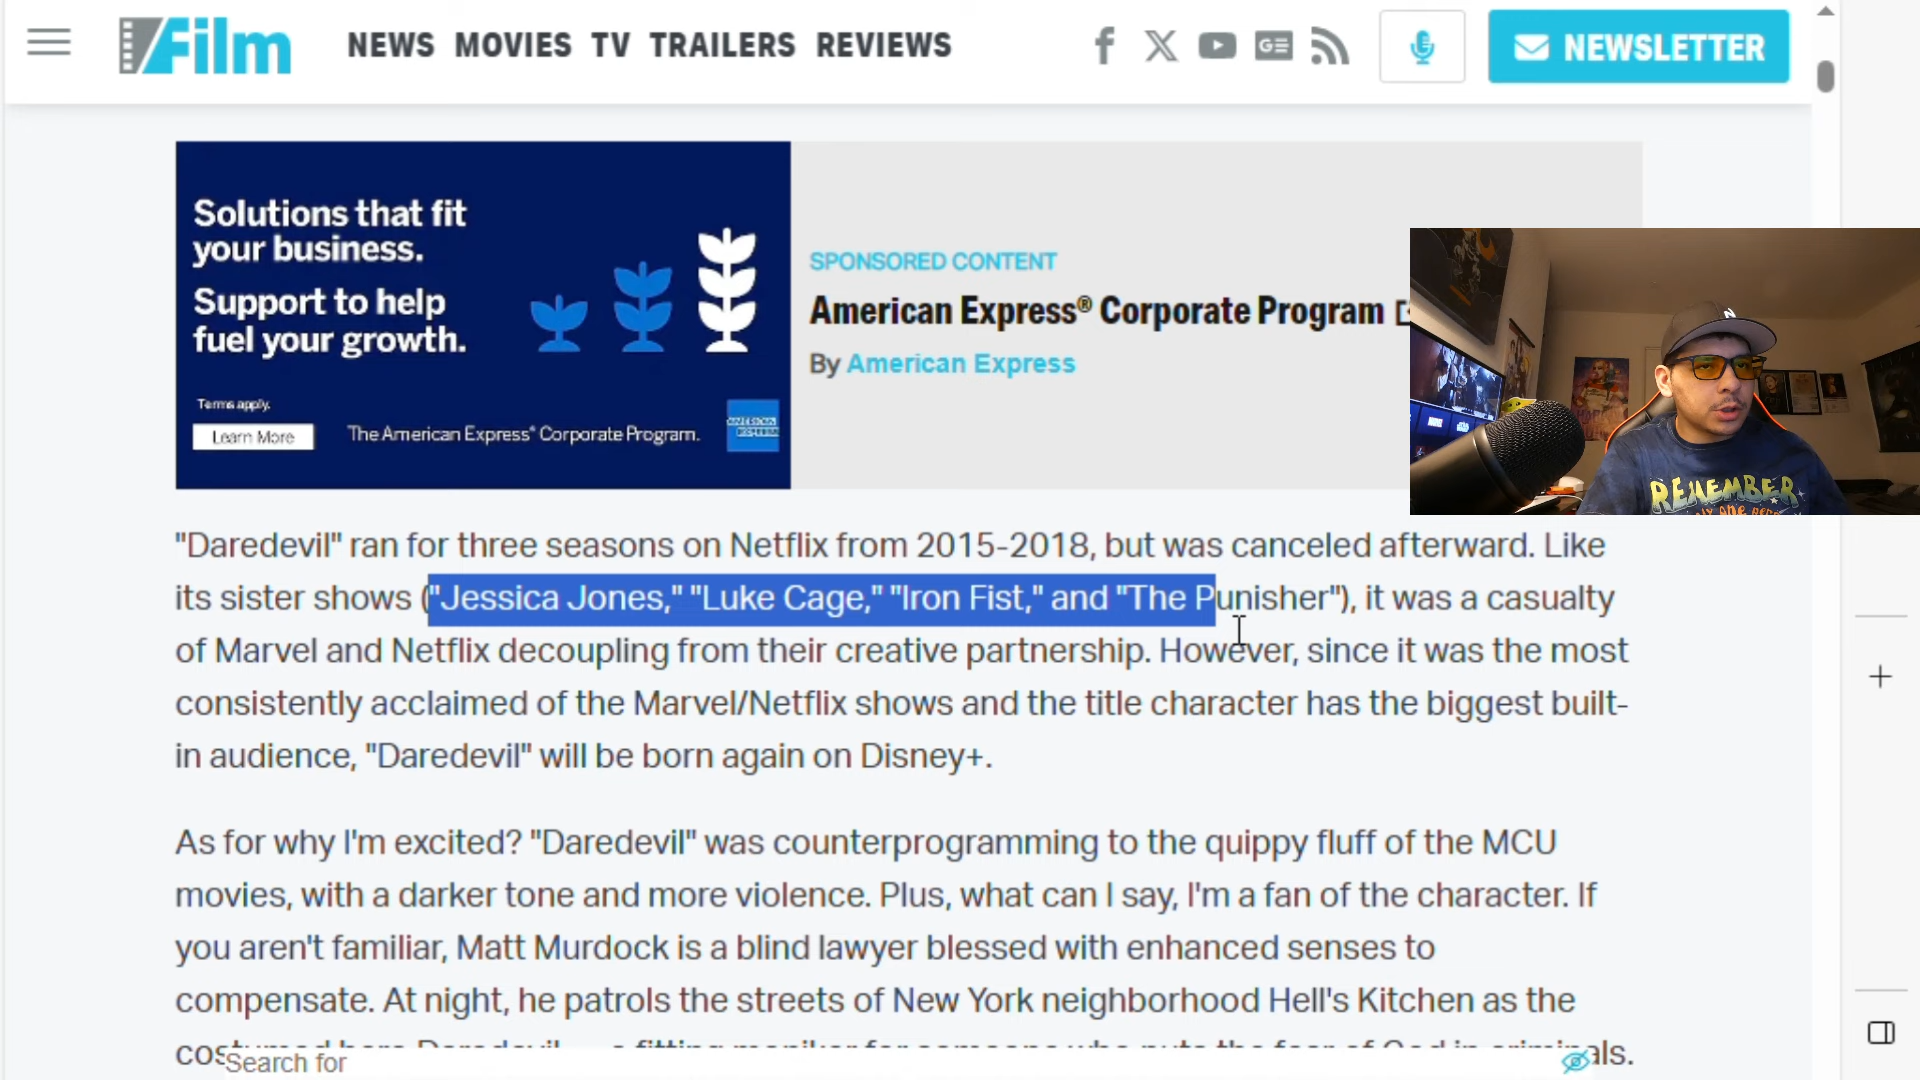 /Film NEWS MOVIES TV TRAILERS REVIEWS NEWSLETTER
Solutions that fit
your business.
Support to help
fuel your growth.
Terms apply.
Learn More
The American Express® Corporate Program.
SPONSORED CONTENT
American Express® Corporate Program
By American Express
REMEMBER
"Daredevil" ran for three seasons on Netflix from 2015-2018, but was canceled afterward. Like
its sister shows ("Jessica Jones," "Luke Cage," "Iron Fist," and "The Punisher"), it was a casualty
of Marvel and Netflix decoupling from their creative partnership. However, since it was the most
consistently acclaimed of the Marvel/Netflix shows and the title character has the biggest built-
in audience, "Daredevil" will be born again on Disney+.
As for why I'm excited? "Daredevil" was counterprogramming to the quippy fluff of the MCU
movies, with a darker tone and more violence. Plus, what can I say, I'm a fan of the character. If
you aren't familiar, Matt Murdock is a blind lawyer blessed with enhanced senses to
compensate. At night, he patrols the streets of New York neighborhood Hell's Kitchen as the
Search for